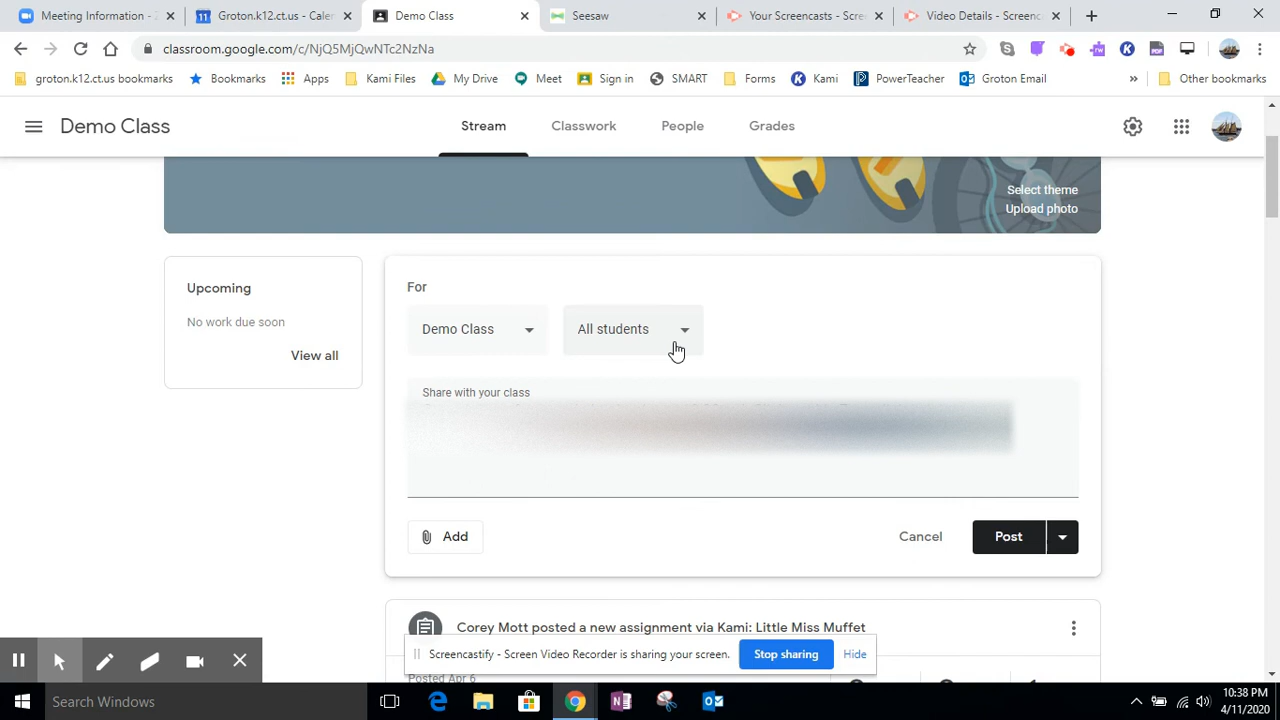 Meeting Information - Z
Groton.k12.ct.us - Caler
Demo Class
Seesaw
Your Screencasts - Scre
Video Details - Screenc
classroom.google.com/c/NjQ5MjQwNTc2NzNa
groton.k12.ct.us bookmarks
Bookmarks
Apps
Kami Files
My Drive
Meet
Sign in
SMART
Forms
Kami
PowerTeacher
Groton Email
»
Other bookmarks
Demo Class
Stream
Classwork
People
Grades
Select theme
Upload photo
Upcoming
No work due soon
View all
For
Demo Class
All students
Share with your class
Add
Cancel
Post
Corey Mott posted a new assignment via Kami: Little Miss Muffet
Posted Apr 6
Screencastify - Screen Video Recorder is sharing your screen.
Stop sharing
Hide
Search Windows
10:38 PM
4/11/2020